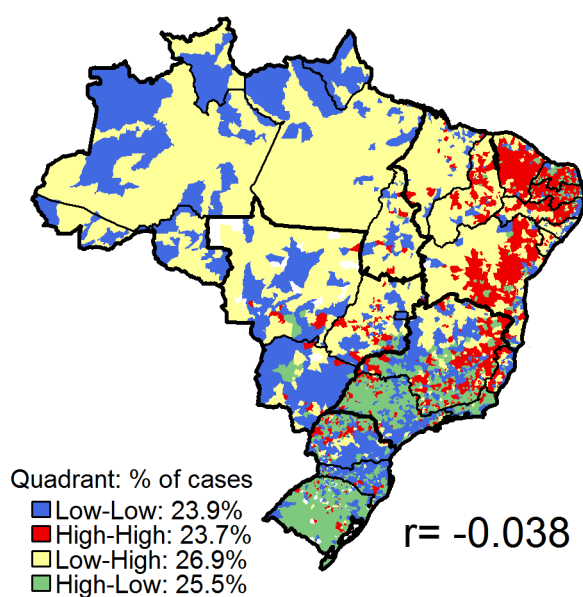 Quadrant: % of cases
Low-Low: 23.9%
High-High: 23.7%
Low-High: 26.9%
High-Low: 25.5%
r= -0.038